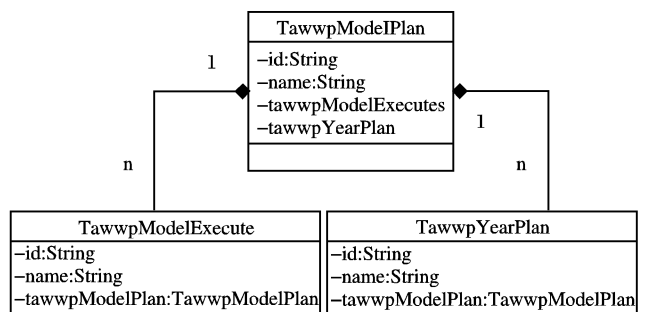 TawwpModelPlan
1
–id:String
–name:String
–tawwpModelExecutes
–tawwpYearPlan
1
n
n
TawwpModelExecute
–id:String
–name:String
–tawwpModelPlan:TawwpModelPlan
TawwpYearPlan
–id:String
–name:String
–tawwpModelPlan:TawwpModelPlan